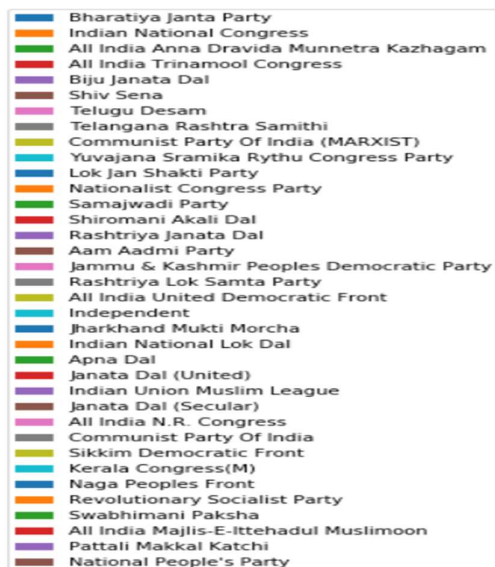 Bharatiya Janta Party
Indian National Congress
All India Anna Dravida Munnetra Kazhagam
All India Trinamool Congress
Biju Janata Dal
Shiv Sena
Telugu Desam
Telangana Rashtra Samithi
Communist Party Of India (MARXIST)
Yuvajana Sramika Rythu Congress Party
Lok Jan Shakti Party
Nationalist Congress Party
Samajwadi Party
Shiromani Akali Dal
Rashtriya Janata Dal
Aam Aadmi Party
Jammu & Kashmir Peoples Democratic Party
Rashtriya Lok Samta Party
All India United Democratic Front
Independent
Jharkhand Mukti Morcha
Indian National Lok Dal
Apna Dal
Janata Dal (United)
Indian Union Muslim League
Janata Dal (Secular)
All India N.R. Congress
Communist Party Of India
Sikkim Democratic Front
Kerala Congress(M)
Naga Peoples Front
Revolutionary Socialist Party
Swabhimani Paksha
All India Majlis-E-Ittehadul Muslimoon
Pattali Makkal Katchi
National People's Party